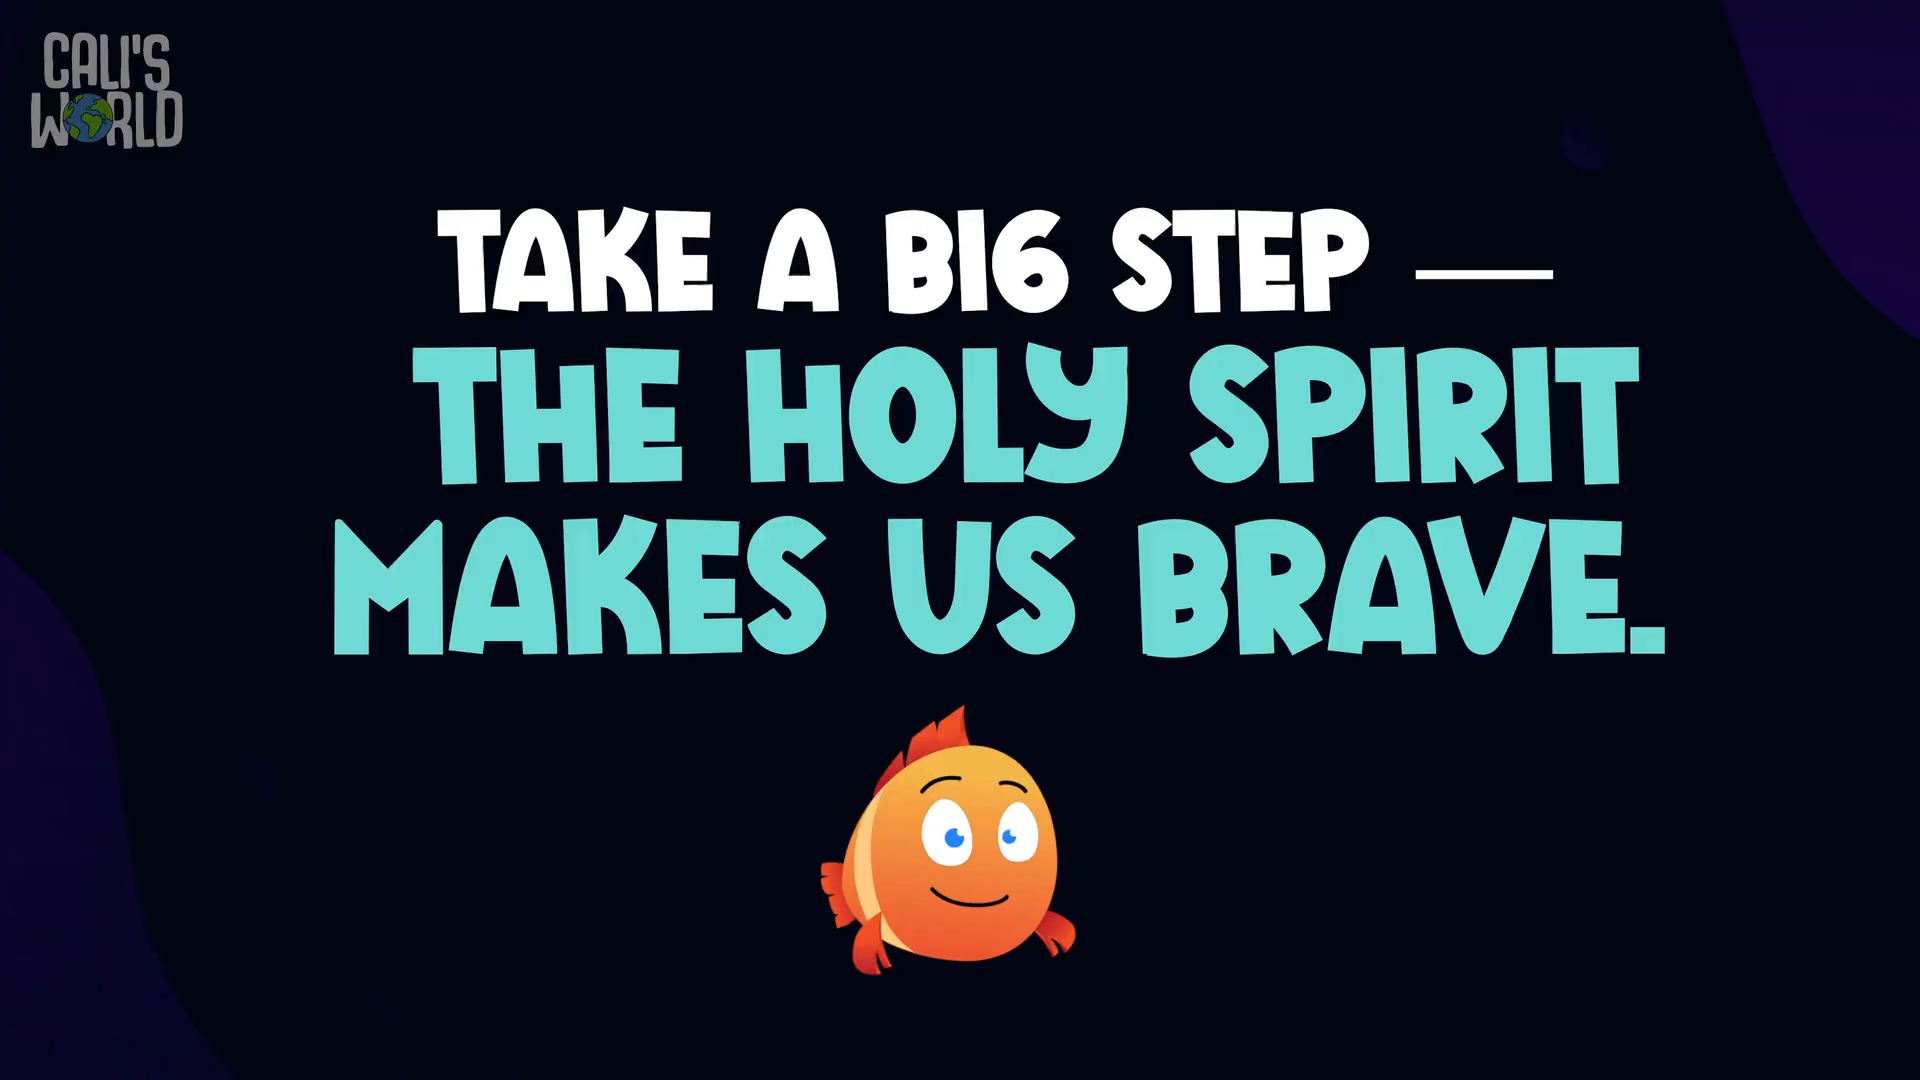 CALI'S
WORLD
TAKE A BIG STEP —
THE HOLY SPIRIT
MAKES US BRAVE.